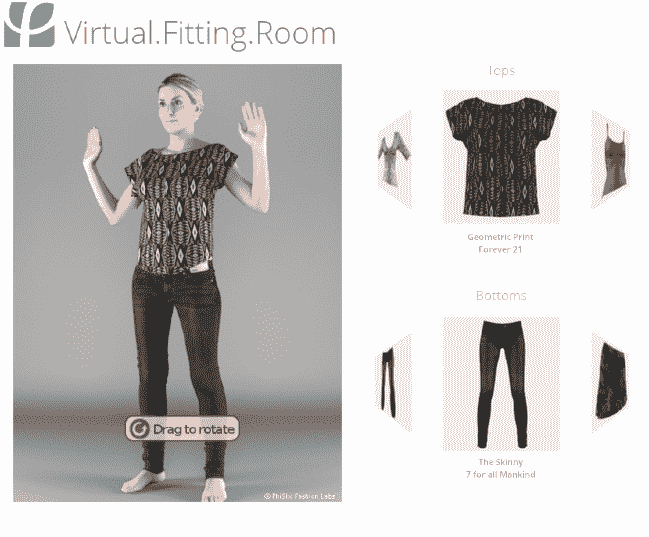 Virtual.Fitting.Room
Tops
Geometric Print
Forever 21
Bottoms
Drag to rotate
The Skinny
7 for all Mankind
© PhiSix Fashion Labs